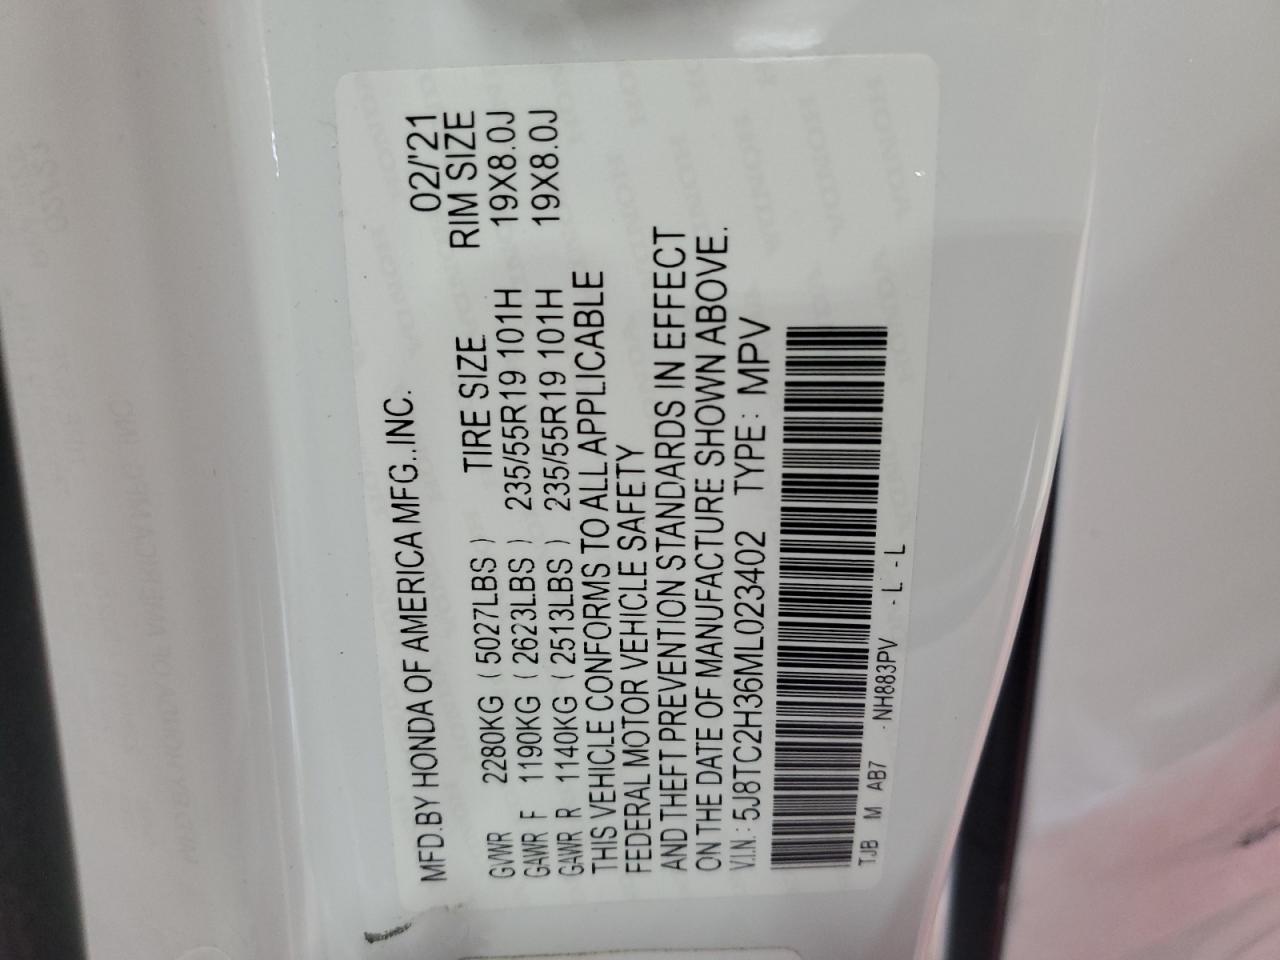 MFD.BY HONDA OF AMERICA MFG.,INC. 02/'21
GVWR 2280KG ( 5027LBS ) TIRE SIZE RIM SIZE
GAWR F 1190KG ( 2623LBS ) 235/55R19 101H 19X8.0J
GAWR R 1140KG ( 2513LBS ) 235/55R19 101H 19X8.0J
THIS VEHICLE CONFORMS TO ALL APPLICABLE
FEDERAL MOTOR VEHICLE SAFETY
AND THEFT PREVENTION STANDARDS IN EFFECT
ON THE DATE OF MANUFACTURE SHOWN ABOVE.
V.I.N.: 5J8TC2H36ML023402 TYPE: MPV
TJB M AB7 - NH883PV - L - L